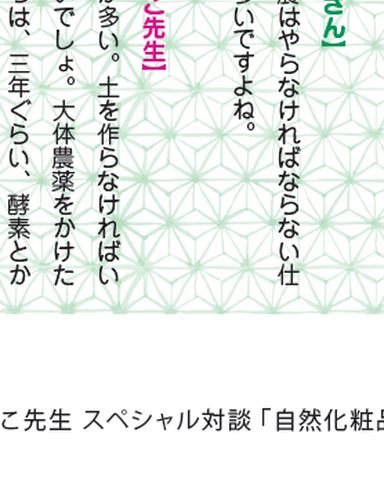 さん】
農はやらなければならない仕
らいですよね。
こ先生】
が多い。土を作らなければい
いでしょ。大体農薬をかけた
らは、三年ぐらい、酵素とか
こ先生 スペシャル対談「自然化粧品